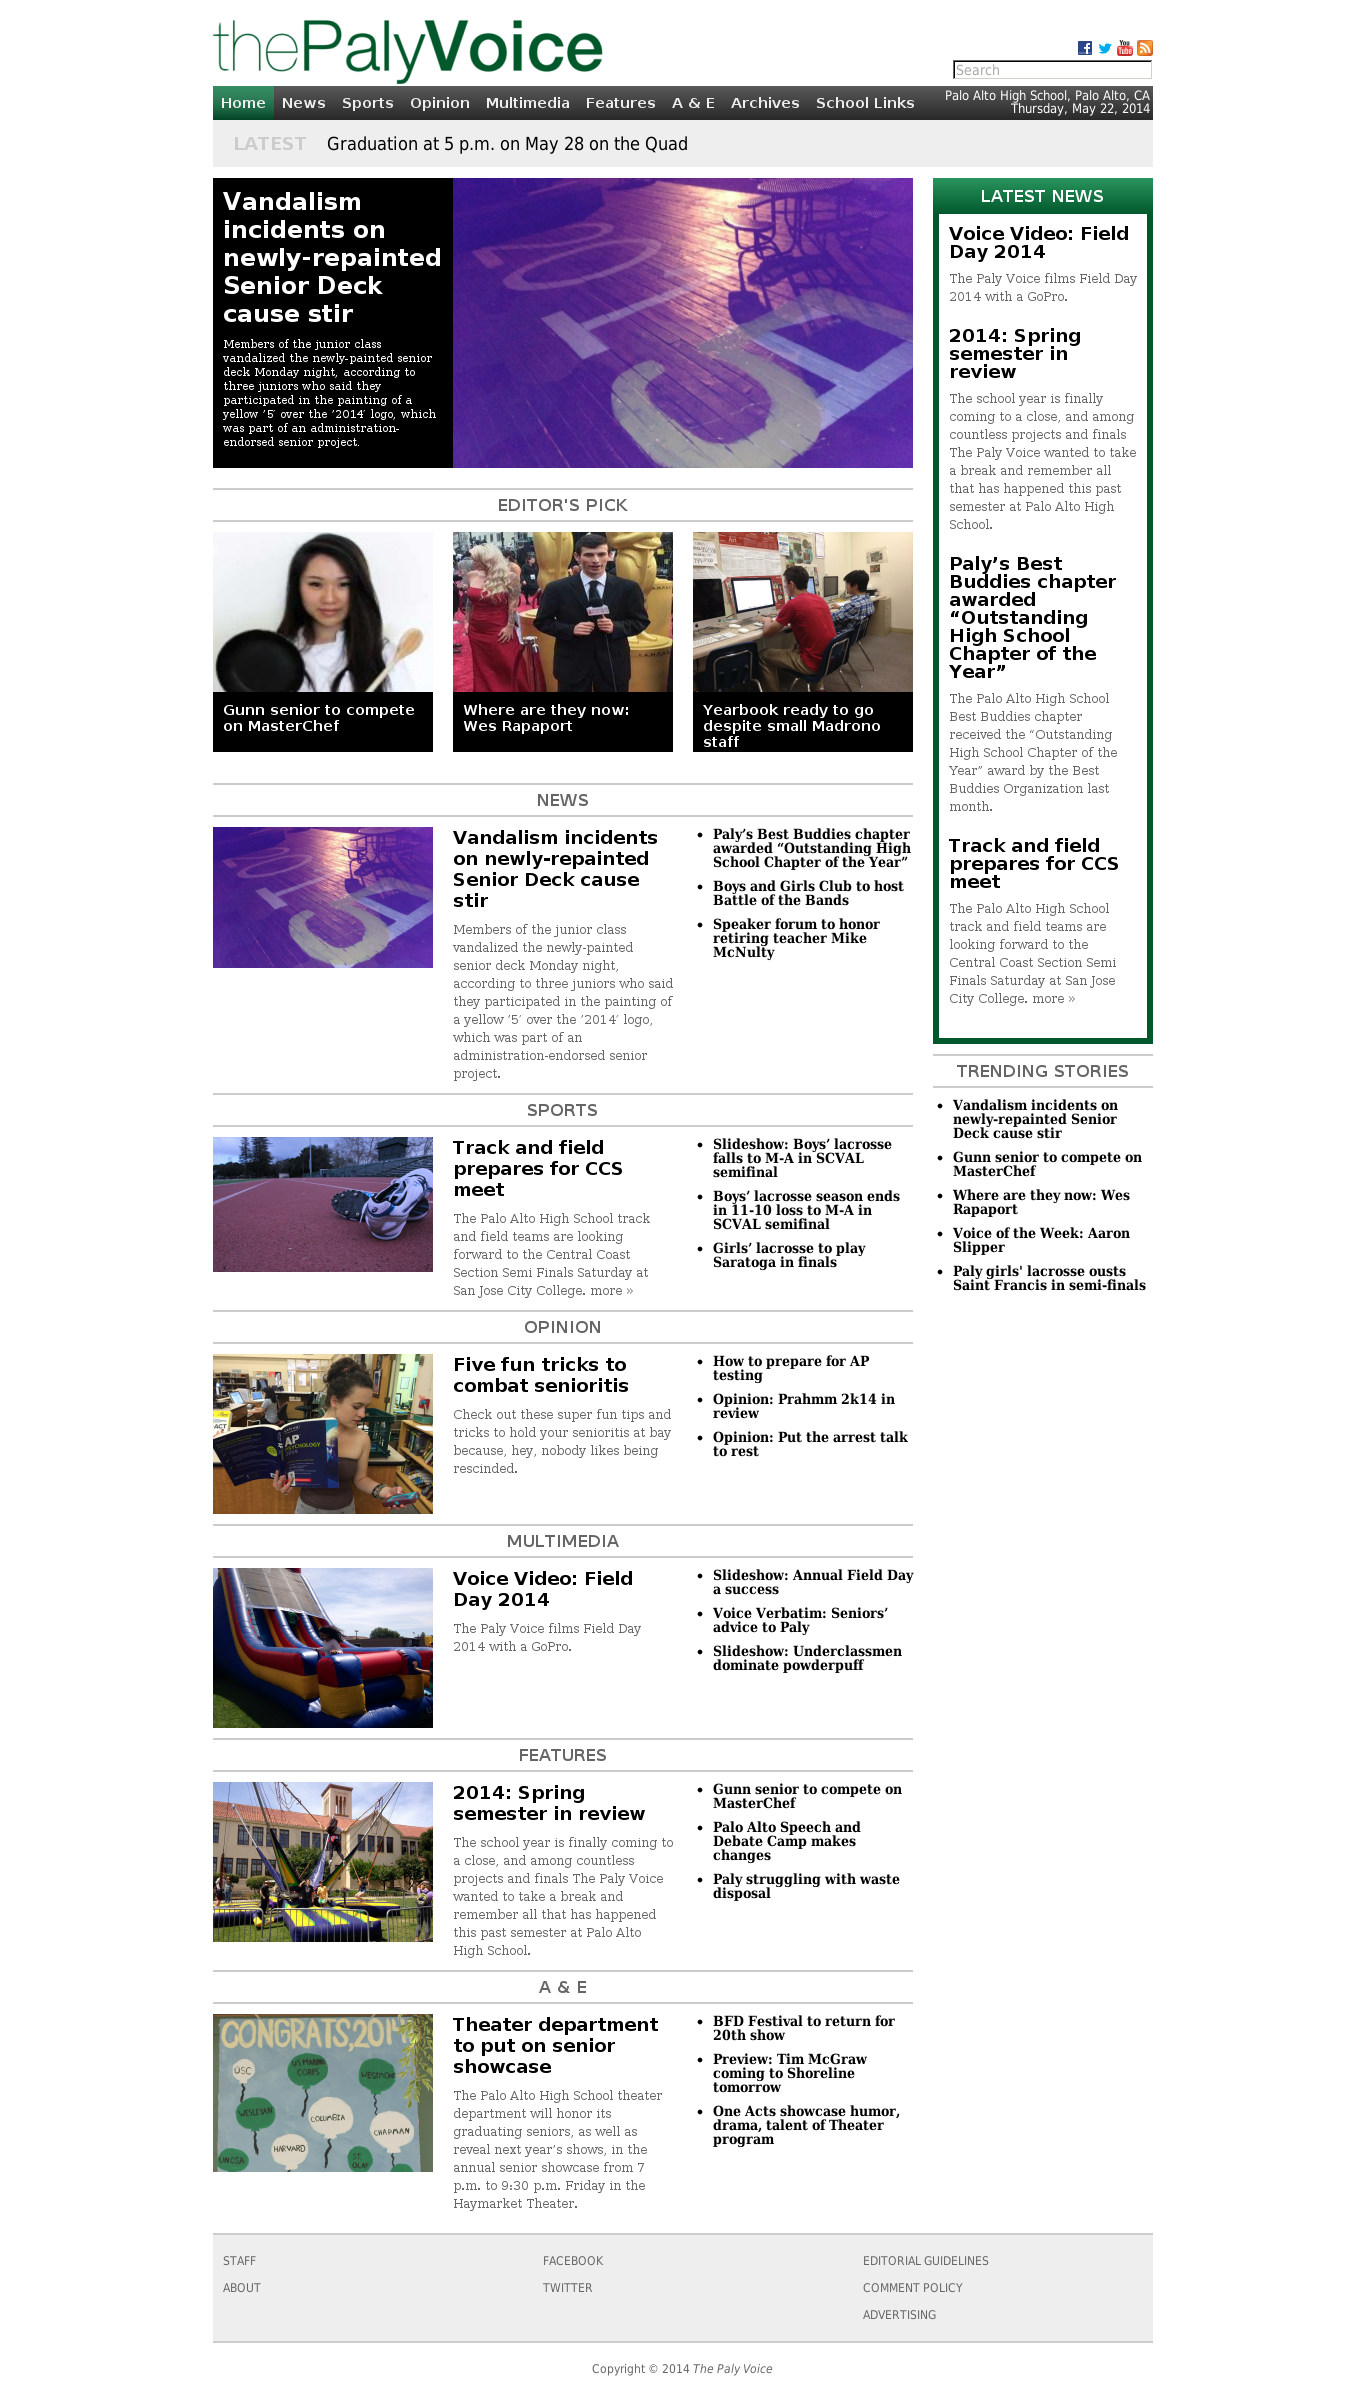 thePalyVoice
Search
Home News Sports Opinion Multimedia Features A & E Archives School Links
Palo Alto High School, Palo Alto, CA
Thursday, May 22, 2014
LATEST Graduation at 5 p.m. on May 28 on the Quad
Vandalism
incidents on
newly-repainted
Senior Deck
cause stir
Members of the junior class
vandalized the newly-painted senior
deck Monday night, according to
three juniors who said they
participated in the painting of a
yellow ‘5′ over the ‘2014′ logo, which
was part of an administration-
endorsed senior project.
EDITOR'S PICK
Gunn senior to compete
on MasterChef
Where are they now:
Wes Rapaport
Yearbook ready to go
despite small Madrono
staff
NEWS
Vandalism incidents
on newly-repainted
Senior Deck cause
stir
Members of the junior class
vandalized the newly-painted
senior deck Monday night,
according to three juniors who said
they participated in the painting of
a yellow ‘5′ over the ‘2014′ logo,
which was part of an
administration-endorsed senior
project.
• Paly’s Best Buddies chapter
awarded “Outstanding High
School Chapter of the Year”
• Boys and Girls Club to host
Battle of the Bands
• Speaker forum to honor
retiring teacher Mike
McNulty
SPORTS
Track and field
prepares for CCS
meet
The Palo Alto High School track
and field teams are looking
forward to the Central Coast
Section Semi Finals Saturday at
San Jose City College. more »
• Slideshow: Boys’ lacrosse
falls to M-A in SCVAL
semifinal
• Boys’ lacrosse season ends
in 11-10 loss to M-A in
SCVAL semifinal
• Girls’ lacrosse to play
Saratoga in finals
OPINION
AP
Five fun tricks to
combat senioritis
Check out these super fun tips and
tricks to hold your senioritis at bay
because, hey, nobody likes being
rescinded.
• How to prepare for AP
testing
• Opinion: Prahmm 2k14 in
review
• Opinion: Put the arrest talk
to rest
MULTIMEDIA
Voice Video: Field
Day 2014
The Paly Voice films Field Day
2014 with a GoPro.
• Slideshow: Annual Field Day
a success
• Voice Verbatim: Seniors’
advice to Paly
• Slideshow: Underclassmen
dominate powderpuff
FEATURES
2014: Spring
semester in review
The school year is finally coming to
a close, and among countless
projects and finals The Paly Voice
wanted to take a break and
remember all that has happened
this past semester at Palo Alto
High School.
• Gunn senior to compete on
MasterChef
• Palo Alto Speech and
Debate Camp makes
changes
• Paly struggling with waste
disposal
A & E
CONGRATS, 2014
USC
U.S MARINE
CORPS
WESTMONT
WESLEYAN
COLUMBIA
CHAPMAN
UNCSA
HARVARD
ST.
OLAF
Theater department
to put on senior
showcase
The Palo Alto High School theater
department will honor its
graduating seniors, as well as
reveal next year’s shows, in the
annual senior showcase from 7
p.m. to 9:30 p.m. Friday in the
Haymarket Theater.
• BFD Festival to return for
20th show
• Preview: Tim McGraw
coming to Shoreline
tomorrow
• One Acts showcase humor,
drama, talent of Theater
program
LATEST NEWS
Voice Video: Field
Day 2014
The Paly Voice films Field Day
2014 with a GoPro.
2014: Spring
semester in
review
The school year is finally
coming to a close, and among
countless projects and finals
The Paly Voice wanted to take
a break and remember all
that has happened this past
semester at Palo Alto High
School.
Paly’s Best
Buddies chapter
awarded
“Outstanding
High School
Chapter of the
Year”
The Palo Alto High School
Best Buddies chapter
received the “Outstanding
High School Chapter of the
Year” award by the Best
Buddies Organization last
month.
Track and field
prepares for CCS
meet
The Palo Alto High School
track and field teams are
looking forward to the
Central Coast Section Semi
Finals Saturday at San Jose
City College. more »
TRENDING STORIES
• Vandalism incidents on
newly-repainted Senior
Deck cause stir
• Gunn senior to compete on
MasterChef
• Where are they now: Wes
Rapaport
• Voice of the Week: Aaron
Slipper
• Paly girls' lacrosse ousts
Saint Francis in semi-finals
STAFF
ABOUT
FACEBOOK
TWITTER
EDITORIAL GUIDELINES
COMMENT POLICY
ADVERTISING
Copyright © 2014 The Paly Voice